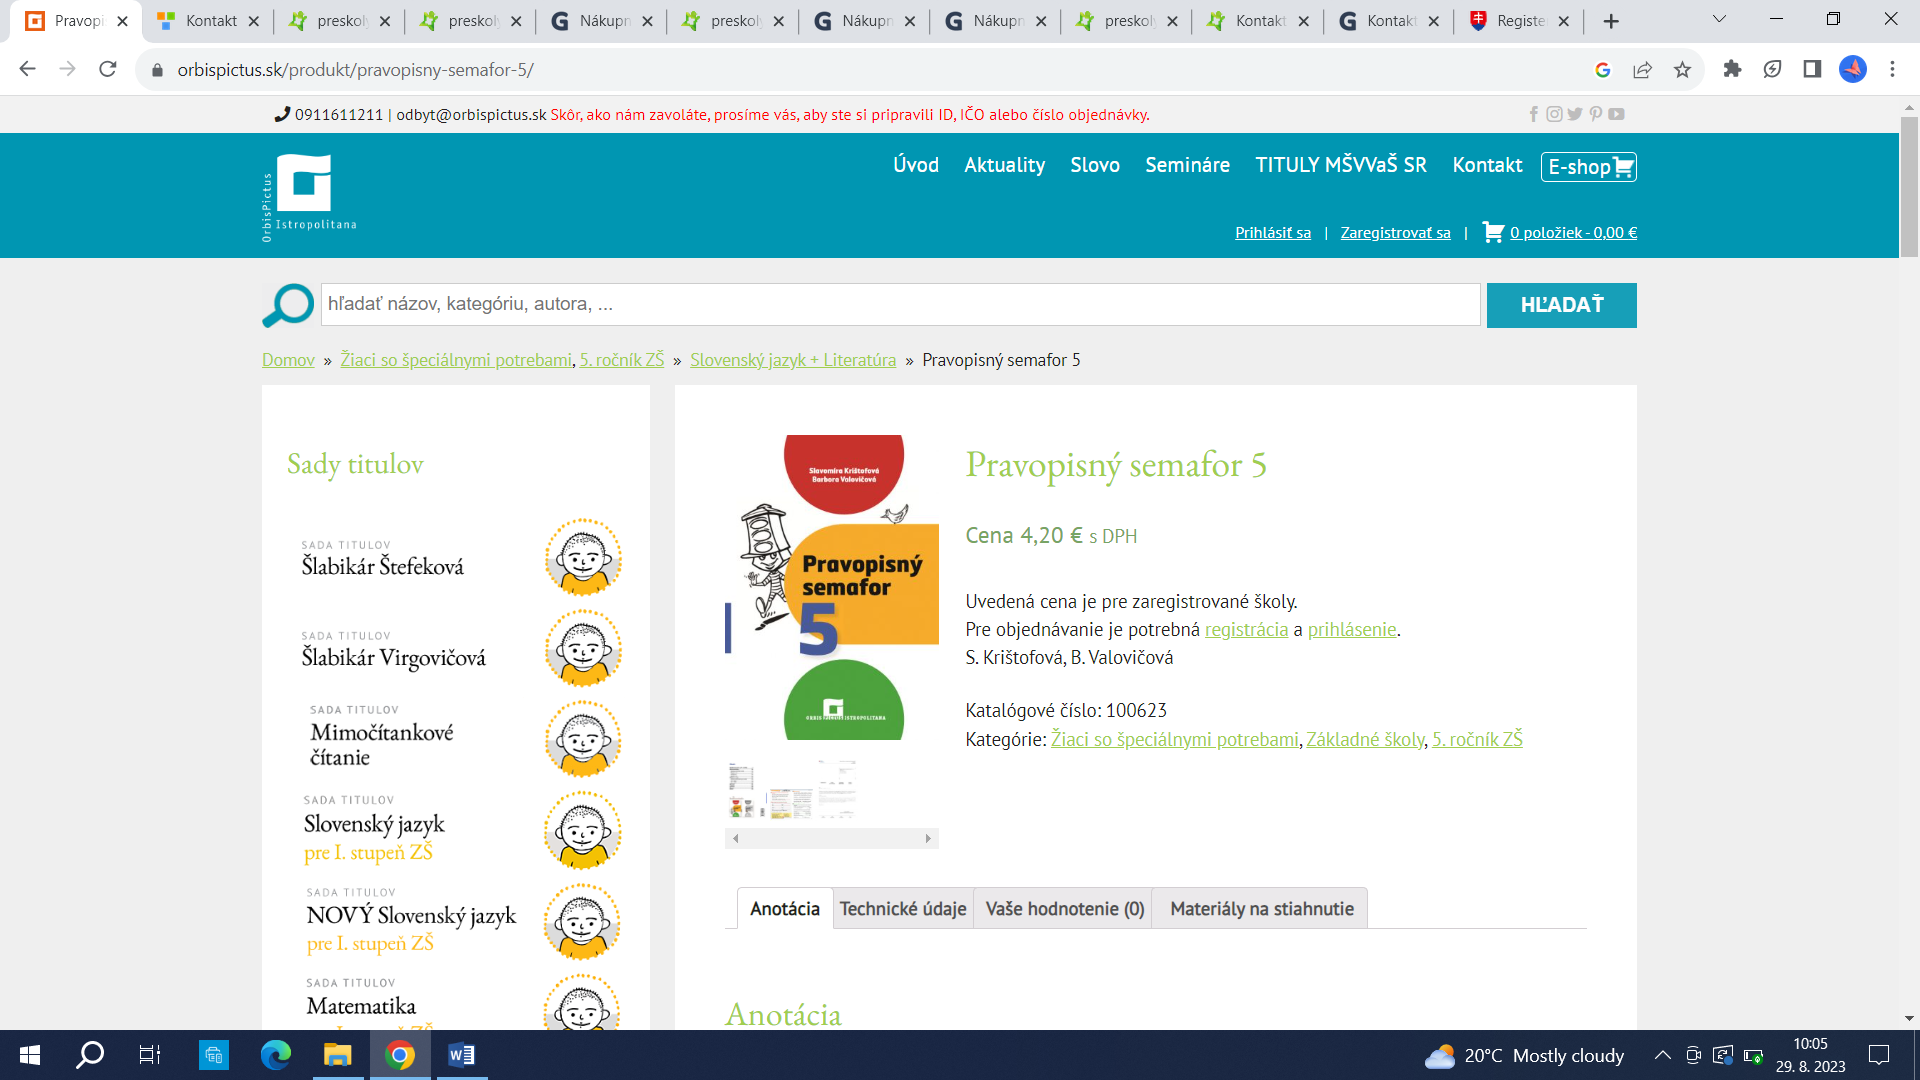 Pravopis
Kontakt
preskoly
preskoly
Nákupn
preskoly
Nákupn
Nákupn
preskoly
Kontakt
Kontakt
Registe
orbispictus.sk/produkt/pravopisny-semafor-5/
0911611211 | odbyt@orbispictus.sk Skôr, ako nám zavoláte, prosíme vás, aby ste si pripravili ID, IČO alebo číslo objednávky.
OrbisPictus
Istropolitana
Úvod Aktuality Slovo Semináre TITULY MŠVVaŠ SR Kontakt E-shop
Prihlásiť sa | Zaregistrovať sa | 0 položiek - 0,00 €
hľadať názov, kategóriu, autora, ...
HĽADAŤ
Domov » Žiaci so špeciálnymi potrebami, 5. ročník ZŠ » Slovenský jazyk + Literatúra » Pravopisný semafor 5
Sady titulov
SADA TITULOV
Šlabikár Štefeková
SADA TITULOV
Šlabikár Virgovičová
SADA TITULOV
Mimočítankové
čítanie
SADA TITULOV
Slovenský jazyk
pre I. stupeň ZŠ
SADA TITULOV
NOVÝ Slovenský jazyk
pre I. stupeň ZŠ
SADA TITULOV
Matematika
Slavomíra Krištofová
Barbora Valovičová
Pravopisný
semafor
5
ORBIS PICTUS ISTROPOLITANA
Pravopisný semafor 5
Cena 4,20 € s DPH
Uvedená cena je pre zaregistrované školy.
Pre objednávanie je potrebná registrácia a prihlásenie.
S. Krištofová, B. Valovičová
Katalógové číslo: 100623
Kategórie: Žiaci so špeciálnymi potrebami, Základné školy, 5. ročník ZŠ
Anotácia
Technické údaje
Vaše hodnotenie (0)
Materiály na stiahnutie
Anotácia
20°C Mostly cloudy
10:05
29. 8. 2023